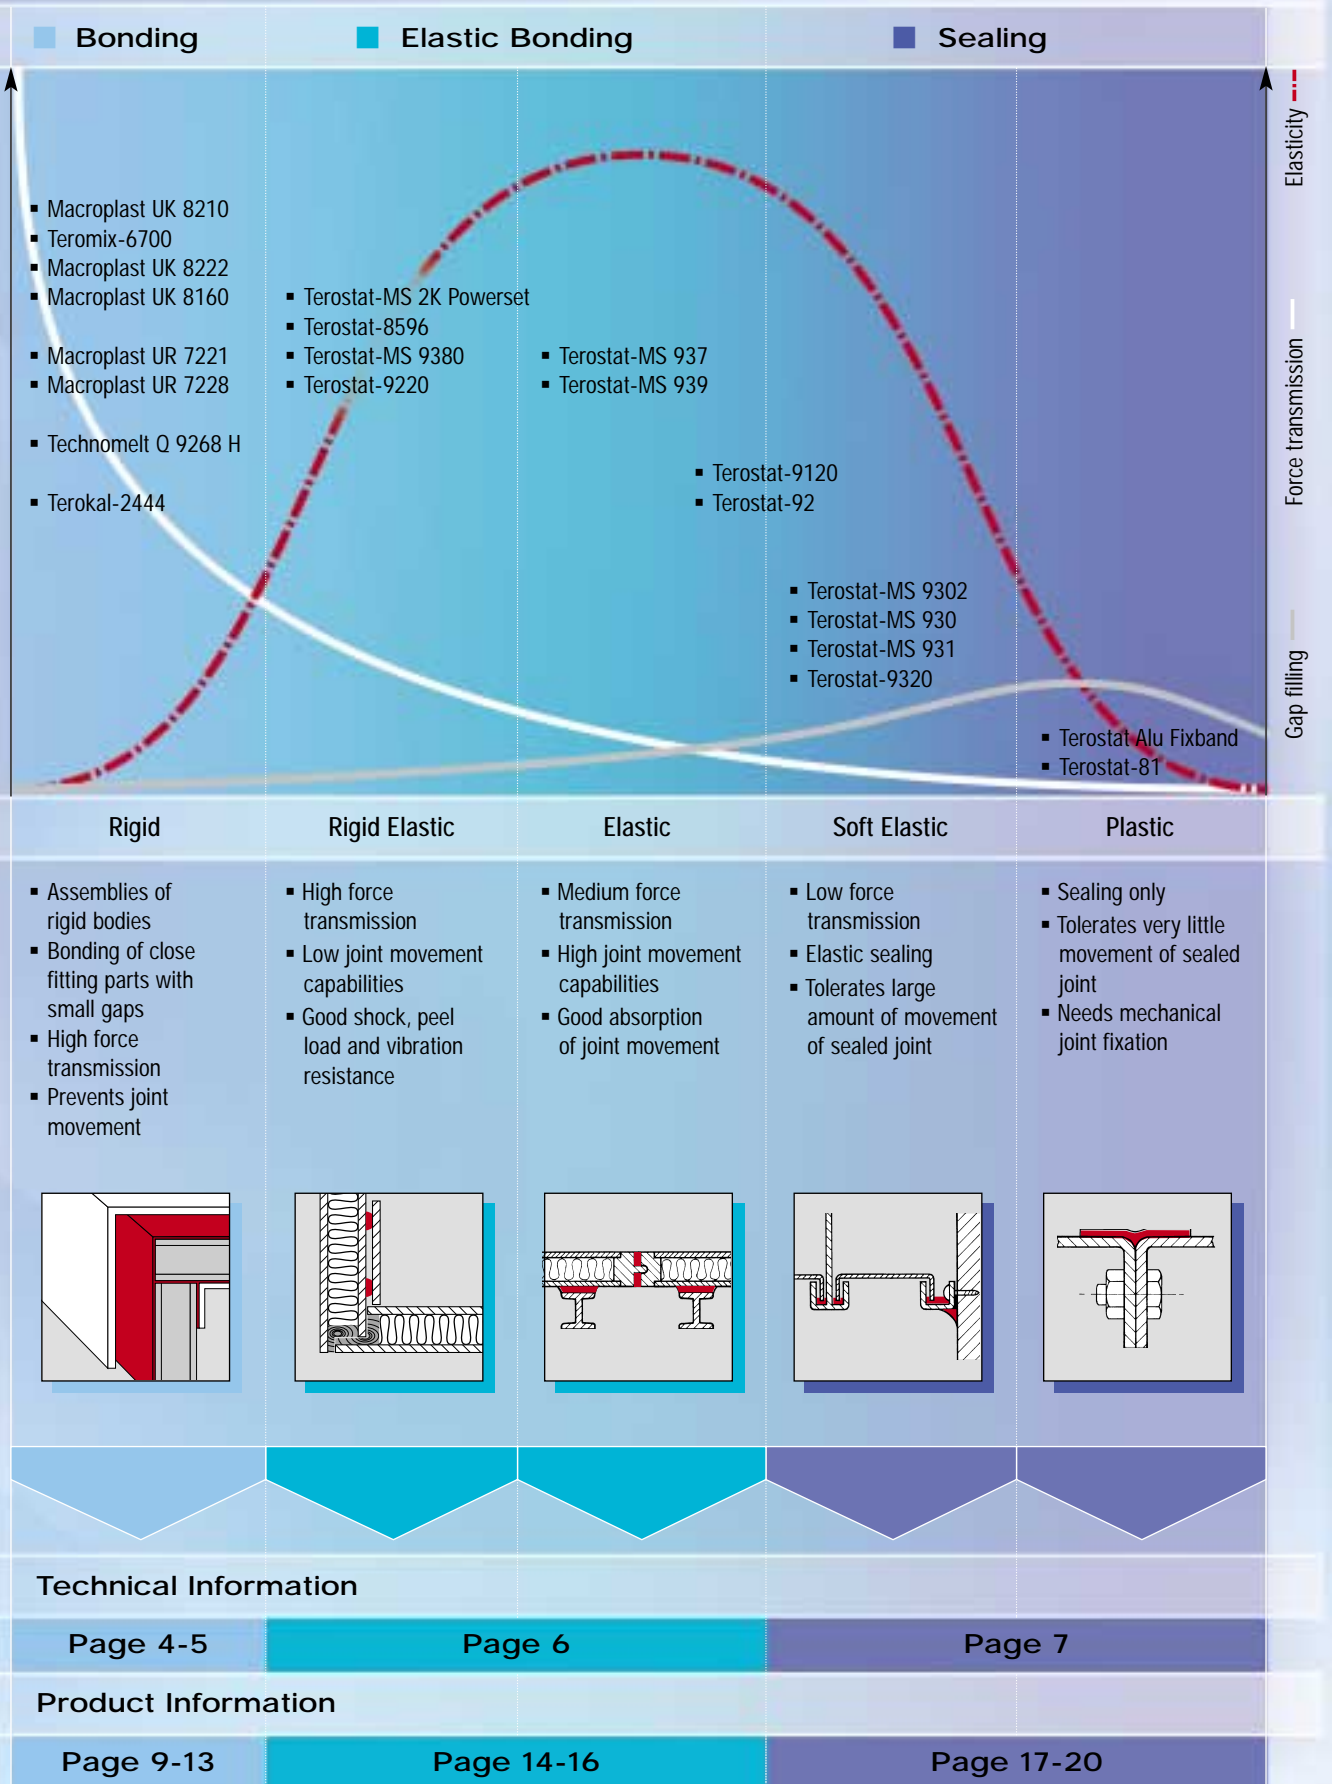 Bonding
Elastic Bonding
Sealing
Elasticity
Force transmission
Gap filling
▪ Macroplast UK 8210
▪ Teromix-6700
▪ Macroplast UK 8222
▪ Macroplast UK 8160
▪ Macroplast UR 7221
▪ Macroplast UR 7228
▪ Technomelt Q 9268 H
▪ Terokal-2444
▪ Terostat-MS 2K Powerset
▪ Terostat-8596
▪ Terostat-MS 9380
▪ Terostat-9220
▪ Terostat-MS 937
▪ Terostat-MS 939
▪ Terostat-9120
▪ Terostat-92
▪ Terostat-MS 9302
▪ Terostat-MS 930
▪ Terostat-MS 931
▪ Terostat-9320
▪ Terostat Alu Fixband
▪ Terostat-81
Rigid
▪ Assemblies of
rigid bodies
▪ Bonding of close
fitting parts with
small gaps
▪ High force
transmission
▪ Prevents joint
movement
Rigid Elastic
▪ High force
transmission
▪ Low joint movement
capabilities
▪ Good shock, peel
load and vibration
resistance
Elastic
▪ Medium force
transmission
▪ High joint movement
capabilities
▪ Good absorption
of joint movement
Soft Elastic
▪ Low force
transmission
▪ Elastic sealing
▪ Tolerates large
amount of movement
of sealed joint
Plastic
▪ Sealing only
▪ Tolerates very little
movement of sealed
joint
▪ Needs mechanical
joint fixation
Technical Information
Page 4-5
Page 6
Page 7
Product Information
Page 9-13
Page 14-16
Page 17-20